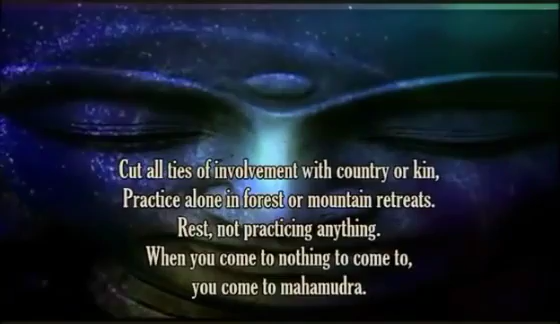 Cut all ties of involvement with country or kin,
Practice alone in forest or mountain retreats.
Rest, not practicing anything.
When you come to nothing to come to,
you come to mahamudra.